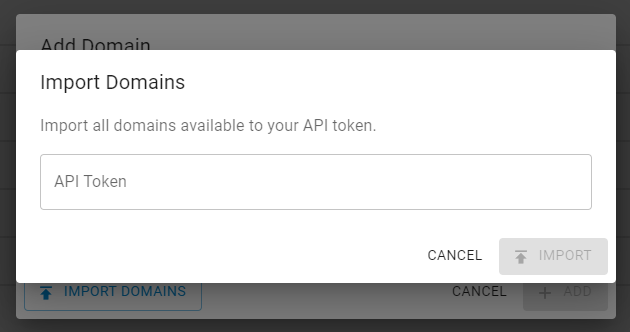 Add Domain
Import Domains
Import all domains available to your API token.
API Token
CANCEL IMPORT
IMPORT DOMAINS CANCEL ADD